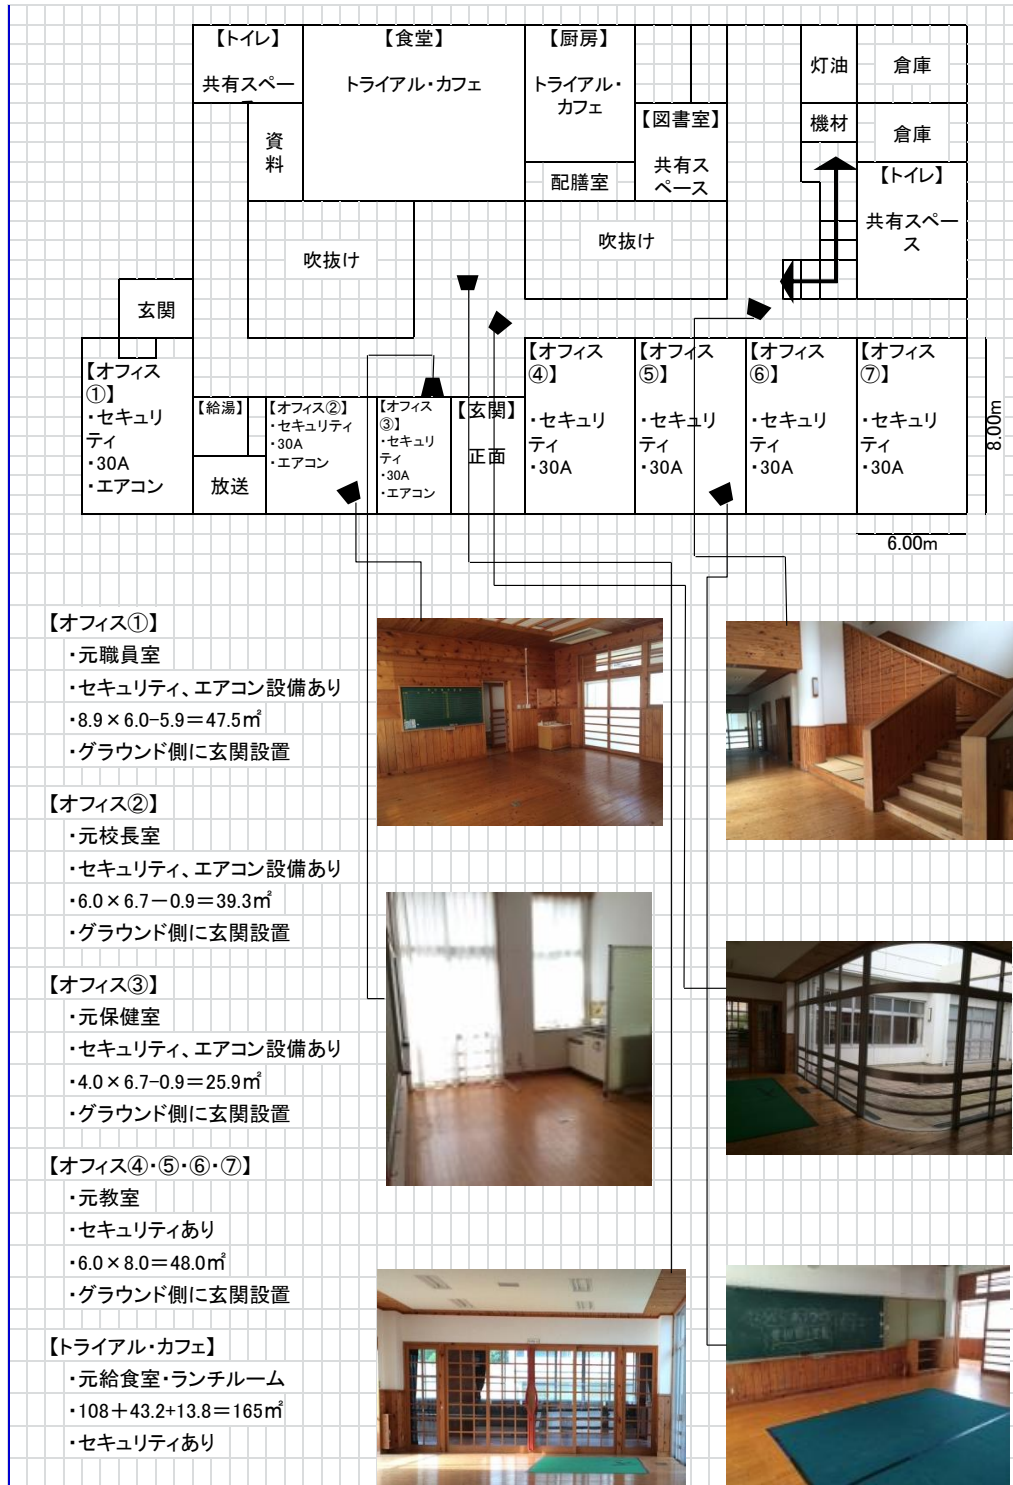 【トイレ】
共有スペー
【食堂】
トライアル・カフェ
【厨房】
トライアル・
カフェ
資
料
配膳室
【図書室】
共有ス
ペース
灯油
倉庫
機材
倉庫
【トイレ】
共有スペー
ス
吹抜け
吹抜け
玄関
【オフィス
①】
・セキュリ
ティ
・30A
・エアコン
【給湯】
放送
【オフィス②】
・セキュリティ
・30A
・エアコン
【オフィス
③】
・セキュリ
ティ
・30A
・エアコン
【玄関】
正面
【オフィス
④】
・セキュリ
ティ
・30A
【オフィス
⑤】
・セキュリ
ティ
・30A
【オフィス
⑥】
・セキュリ
ティ
・30A
【オフィス
⑦】
・セキュリ
ティ
・30A
8.00m
6.00m
【オフィス①】
・元職員室
・セキュリティ、エアコン設備あり
・8.9×6.0-5.9＝47.5㎡
・グラウンド側に玄関設置
【オフィス②】
・元校長室
・セキュリティ、エアコン設備あり
・6.0×6.7－0.9＝39.3㎡
・グラウンド側に玄関設置
【オフィス③】
・元保健室
・セキュリティ、エアコン設備あり
・4.0×6.7-0.9＝25.9㎡
・グラウンド側に玄関設置
【オフィス④・⑤・⑥・⑦】
・元教室
・セキュリティあり
・6.0×8.0＝48.0㎡
・グラウンド側に玄関設置
【トライアル・カフェ】
・元給食室・ランチルーム
・108＋43.2+13.8＝165㎡
・セキュリティあり